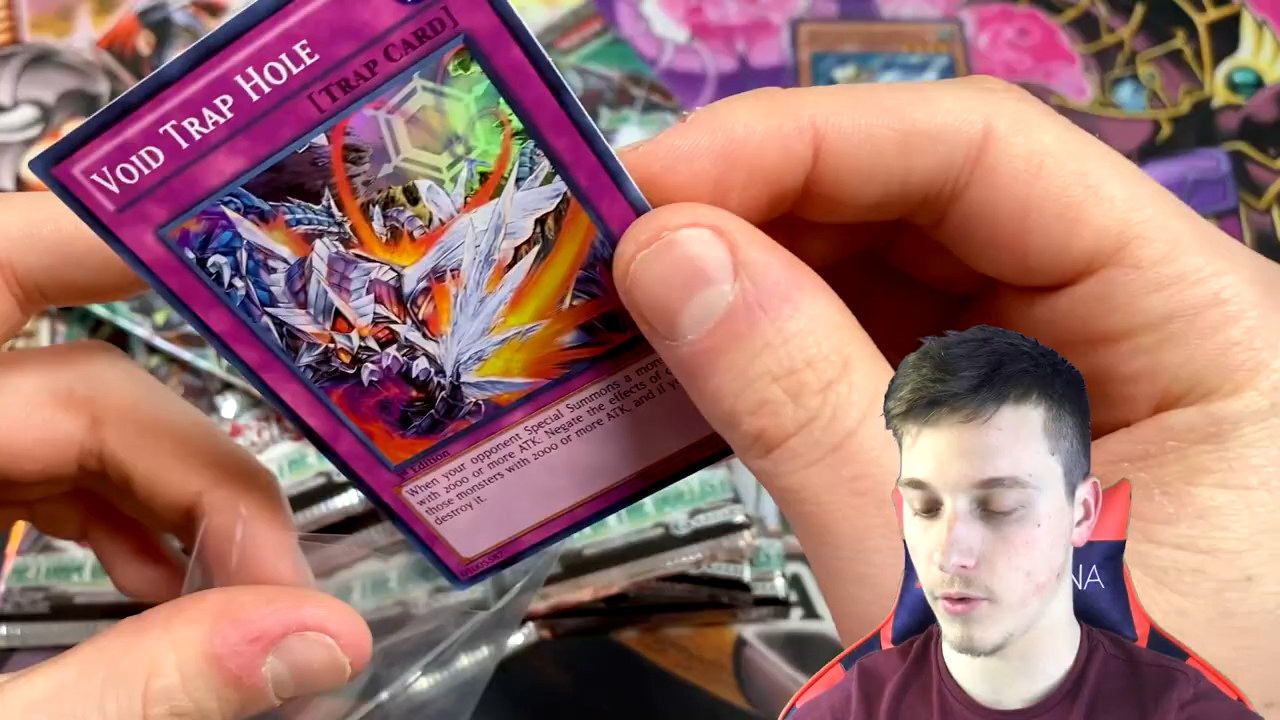 VOID TRAP HOLE
[TRAP CARD]
1st Edition
When your opponent Special Summons a
with 2000 or more ATK: Negate the effects of
those monsters with 2000 or more ATK, and if
destroy it.
NA